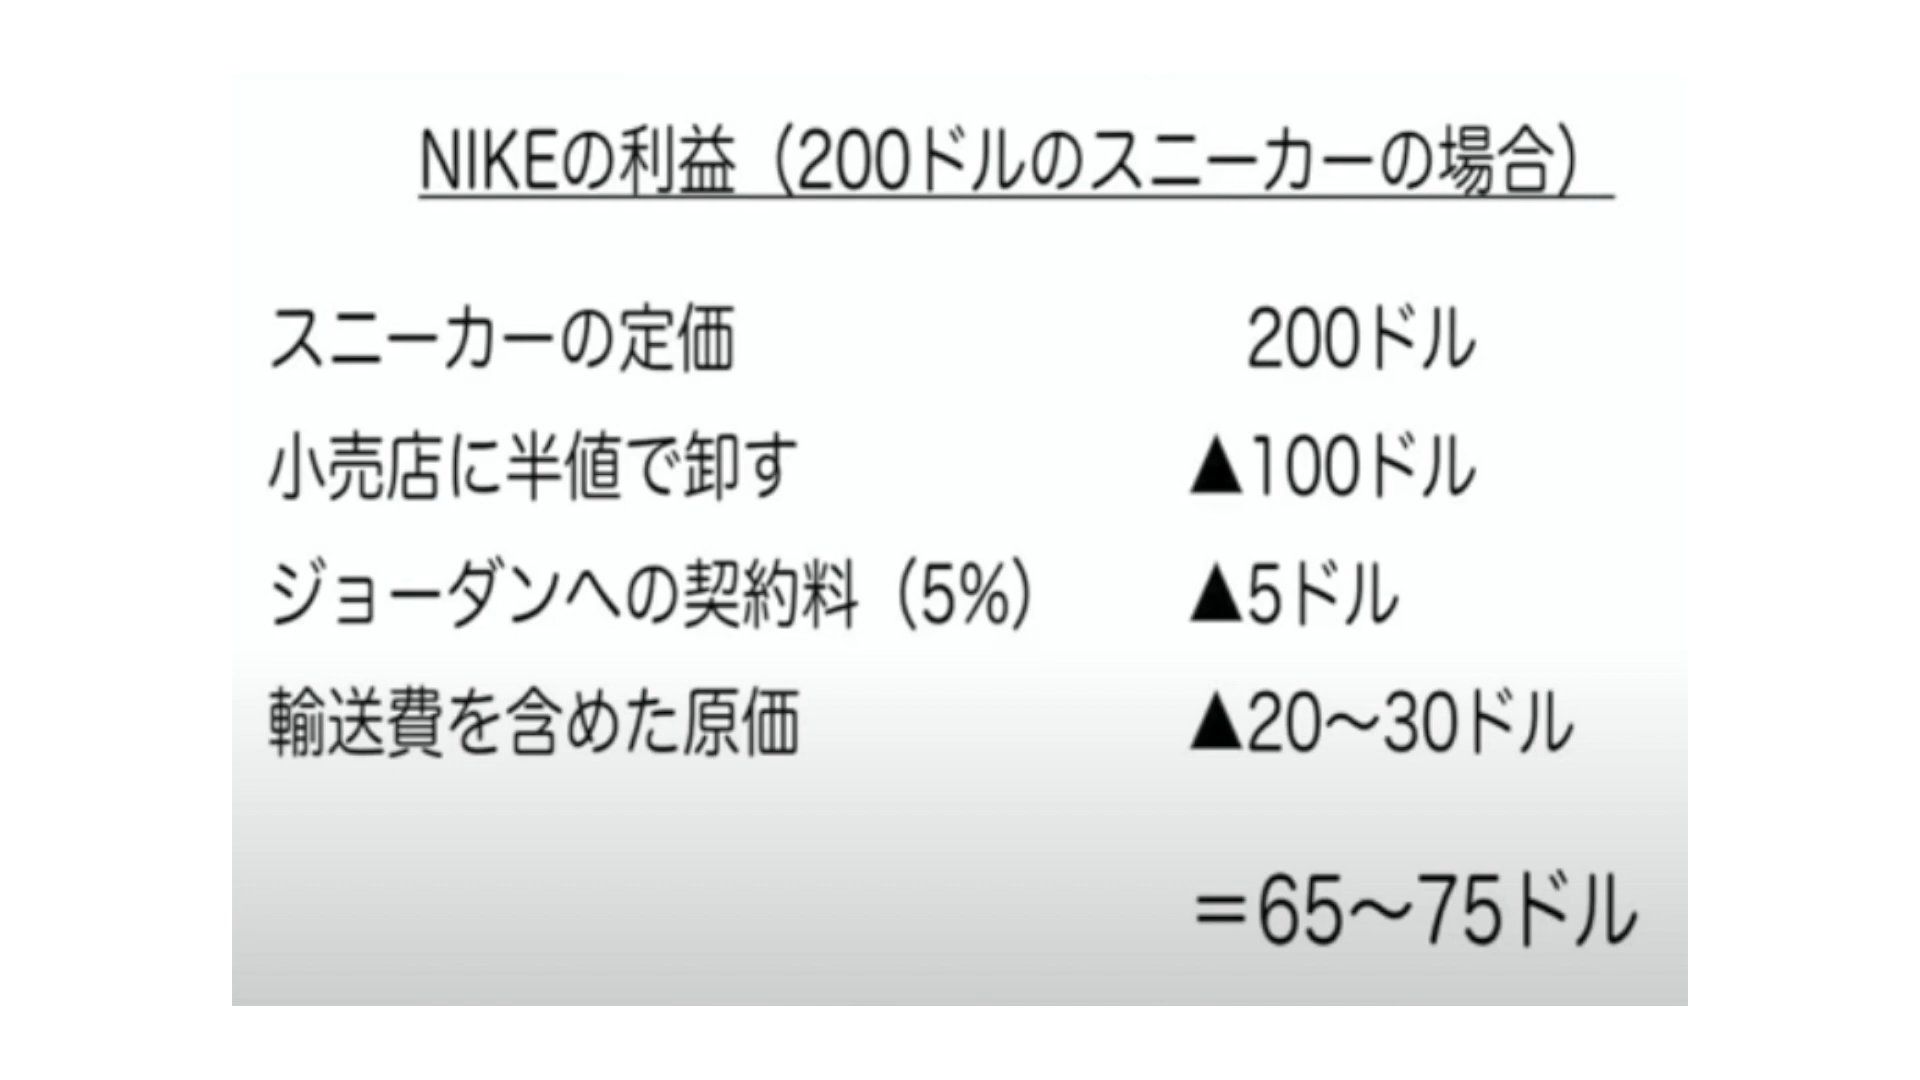 NIKEの利益（200ドルのスニーカーの場合）
スニーカーの定価 200ドル
小売店に半値で卸す ▲100ドル
ジョーダンへの契約料（5%） ▲5ドル
輸送費を含めた原価 ▲20〜30ドル
＝65〜75ドル